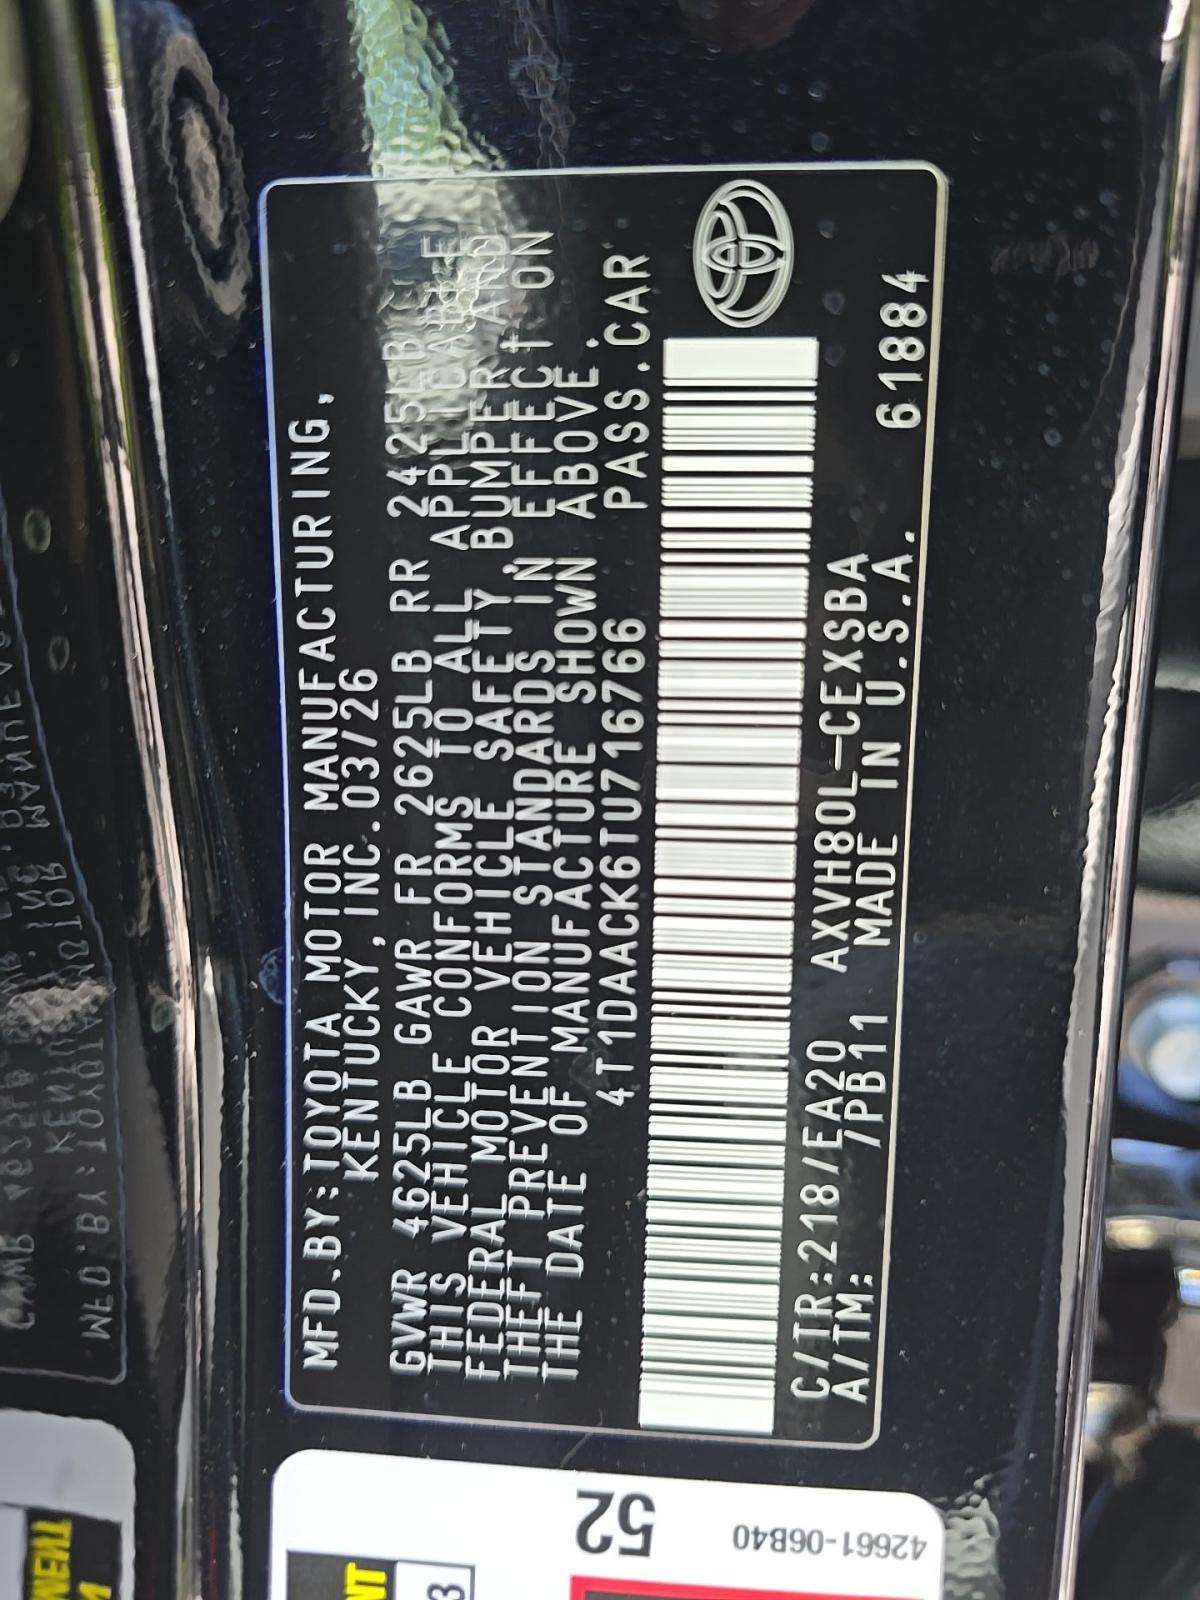 MFD.BY:TOYOTA MOTOR MANUFACTURING,
KENTUCKY, INC. 03/26
GVWR 4625LB GAWR FR 2625LB RR 2425LB
THIS VEHICLE CONFORMS TO ALL APPLICABLE
FEDERAL MOTOR VEHICLE SAFETY, BUMPER AND
THEFT PREVENTION STANDARDS IN EFFECT ON
THE DATE OF MANUFACTURE SHOWN ABOVE.
4T1DAACK6TU716766 PASS.CAR
C/TR:218/EA20 AXVH80L-CEXSBA
A/TM: /PB11 MADE IN U.S.A. 61884
52
42661-06B40